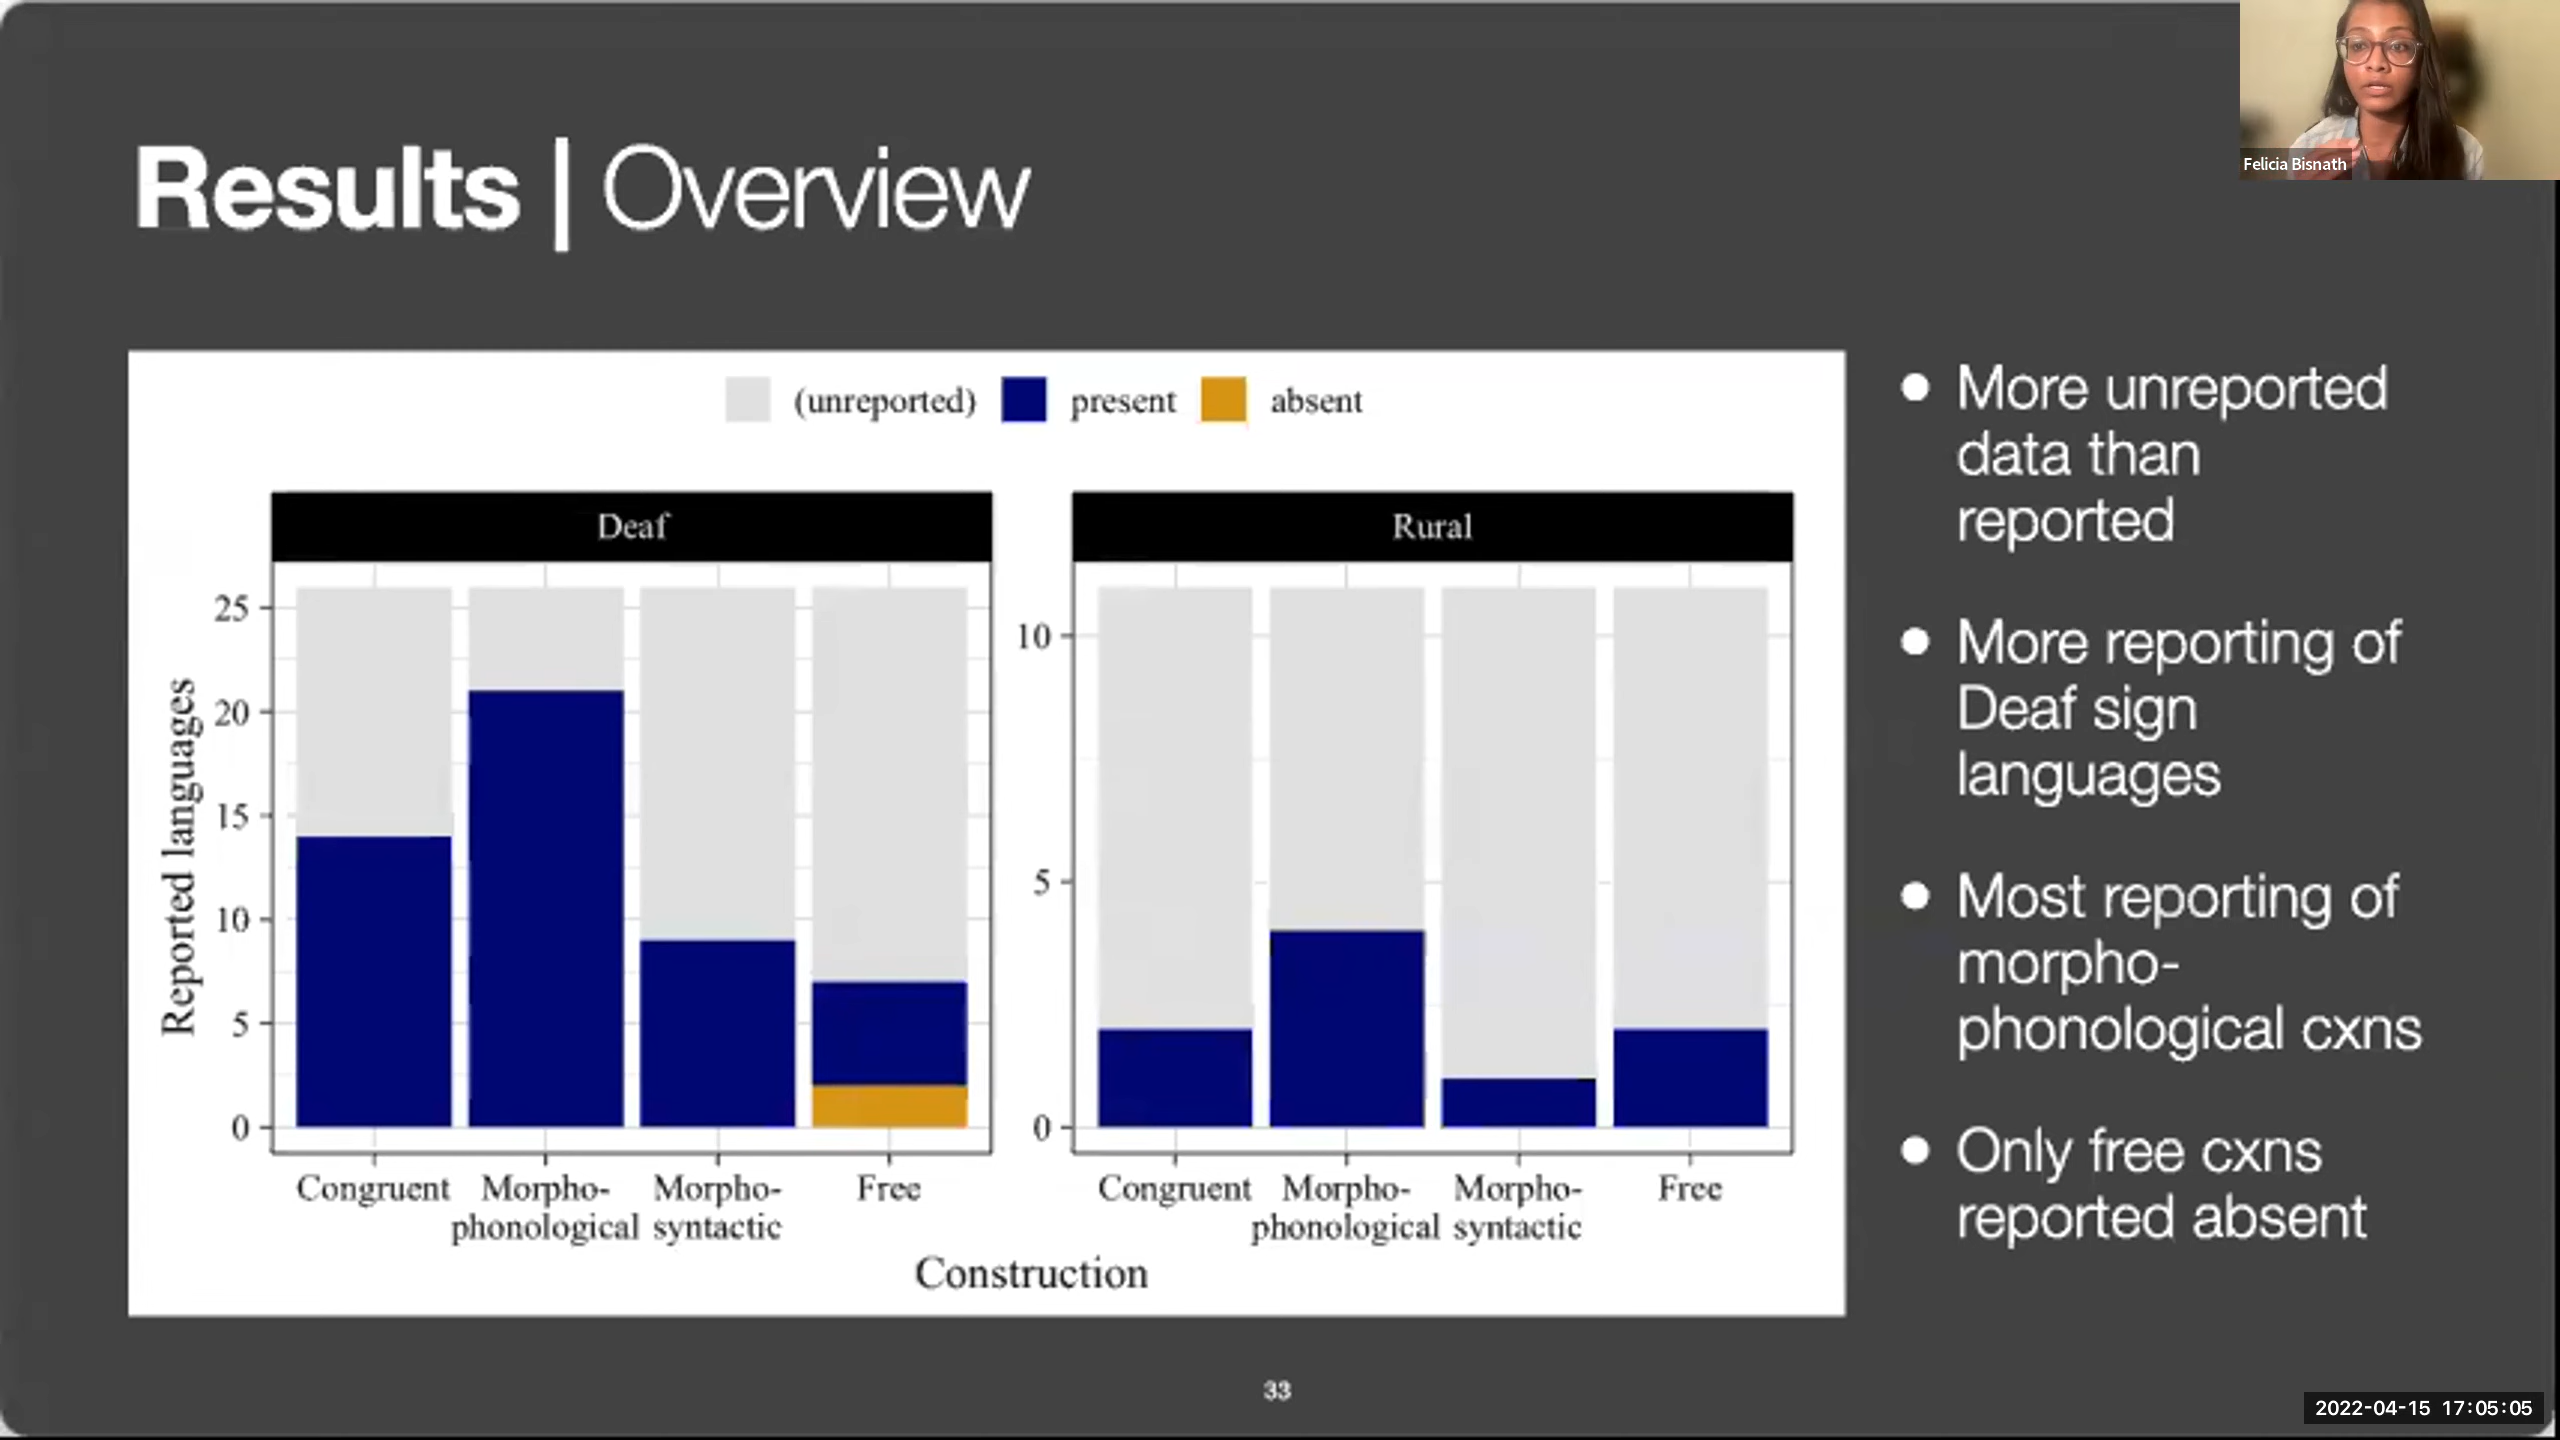 Felicia Bisnath
Results | Overview
(unreported) present absent
Deaf
Rural
Reported languages
25
20
15
10
5
0
10
5
0
Congruent Morpho- Morpho- Free
phonological syntactic
Congruent Morpho- Morpho- Free
phonological syntactic
Construction
• More unreported
data than
reported
• More reporting of
Deaf sign
languages
• Most reporting of
morpho-
phonological cxns
• Only free cxns
reported absent
33
2022-04-15 17:05:05